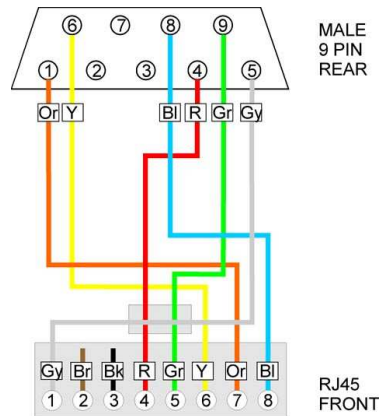 6 7 8 9
MALE
9 PIN
REAR
1 2 3 4 5
Or Y Bl R Gr Gy
Gy Br Bk R Gr Y Or Bl
1 2 3 4 5 6 7 8
RJ45
FRONT